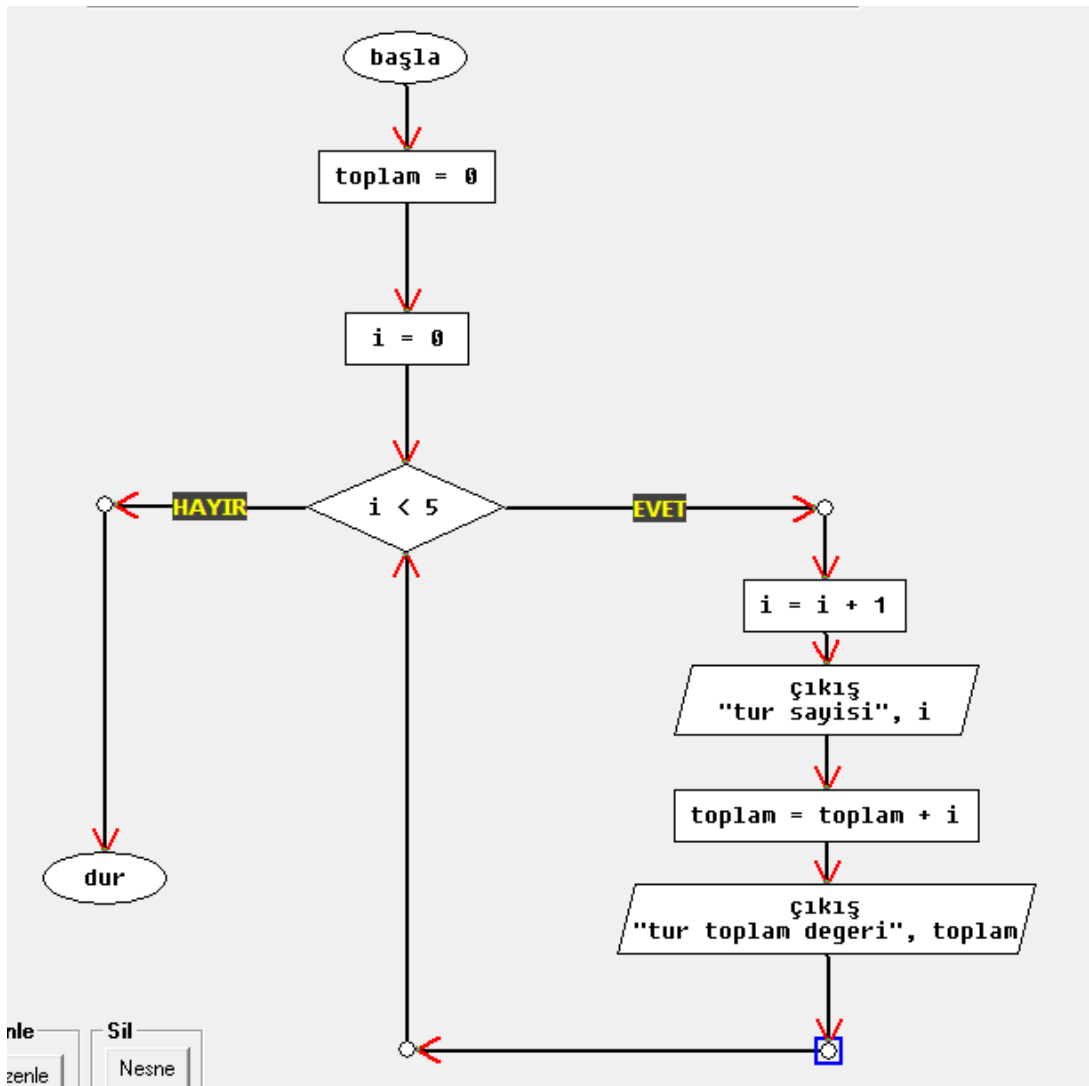 başla
toplam = 0
i = 0
HAYIR
i < 5
EVET
i = i + 1
çıkış
"tur sayisi", i
toplam = toplam + i
dur
çıkış
"tur toplam degeri", toplam
nle
Sil
zenle
Nesne